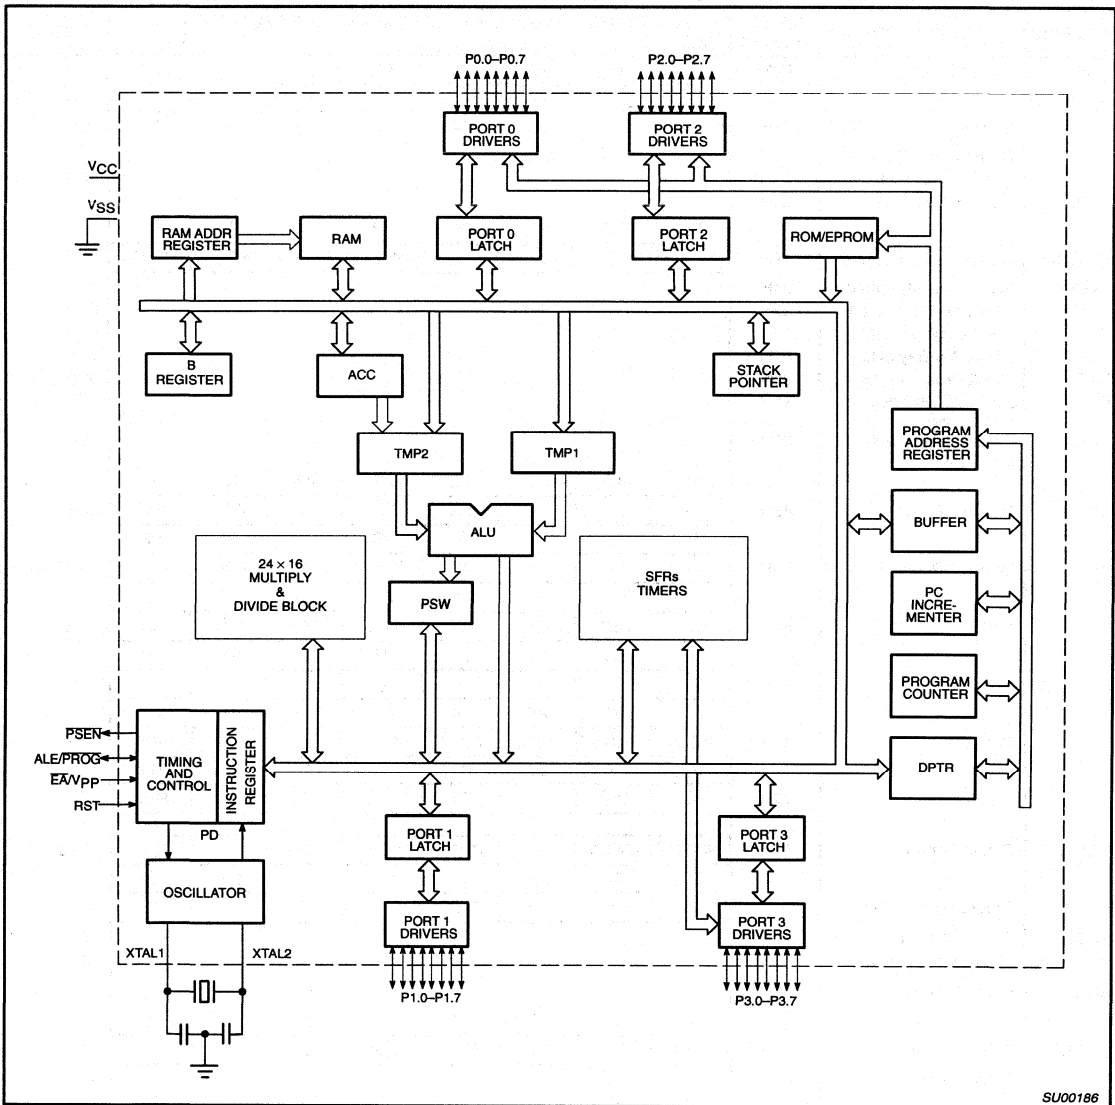 P0.0–P0.7
P2.0–P2.7
PORT 0
DRIVERS
PORT 2
DRIVERS
VCC
VSS
RAM ADDR
REGISTER
RAM
PORT 0
LATCH
PORT 2
LATCH
ROM/EPROM
B
REGISTER
ACC
STACK
POINTER
PROGRAM
ADDRESS
REGISTER
TMP2
TMP1
BUFFER
ALU
24 × 16
MULTIPLY
&
DIVIDE BLOCK
SFRs
TIMERS
PSW
PC
INCRE-
MENTER
PROGRAM
COUNTER
PSEN
ALE/PROG
EA/VPP
RST
TIMING
AND
CONTROL
INSTRUCTION
REGISTER
DPTR
PD
PORT 1
LATCH
PORT 3
LATCH
OSCILLATOR
PORT 1
DRIVERS
PORT 3
DRIVERS
XTAL1
XTAL2
P1.0–P1.7
P3.0–P3.7
SU00186